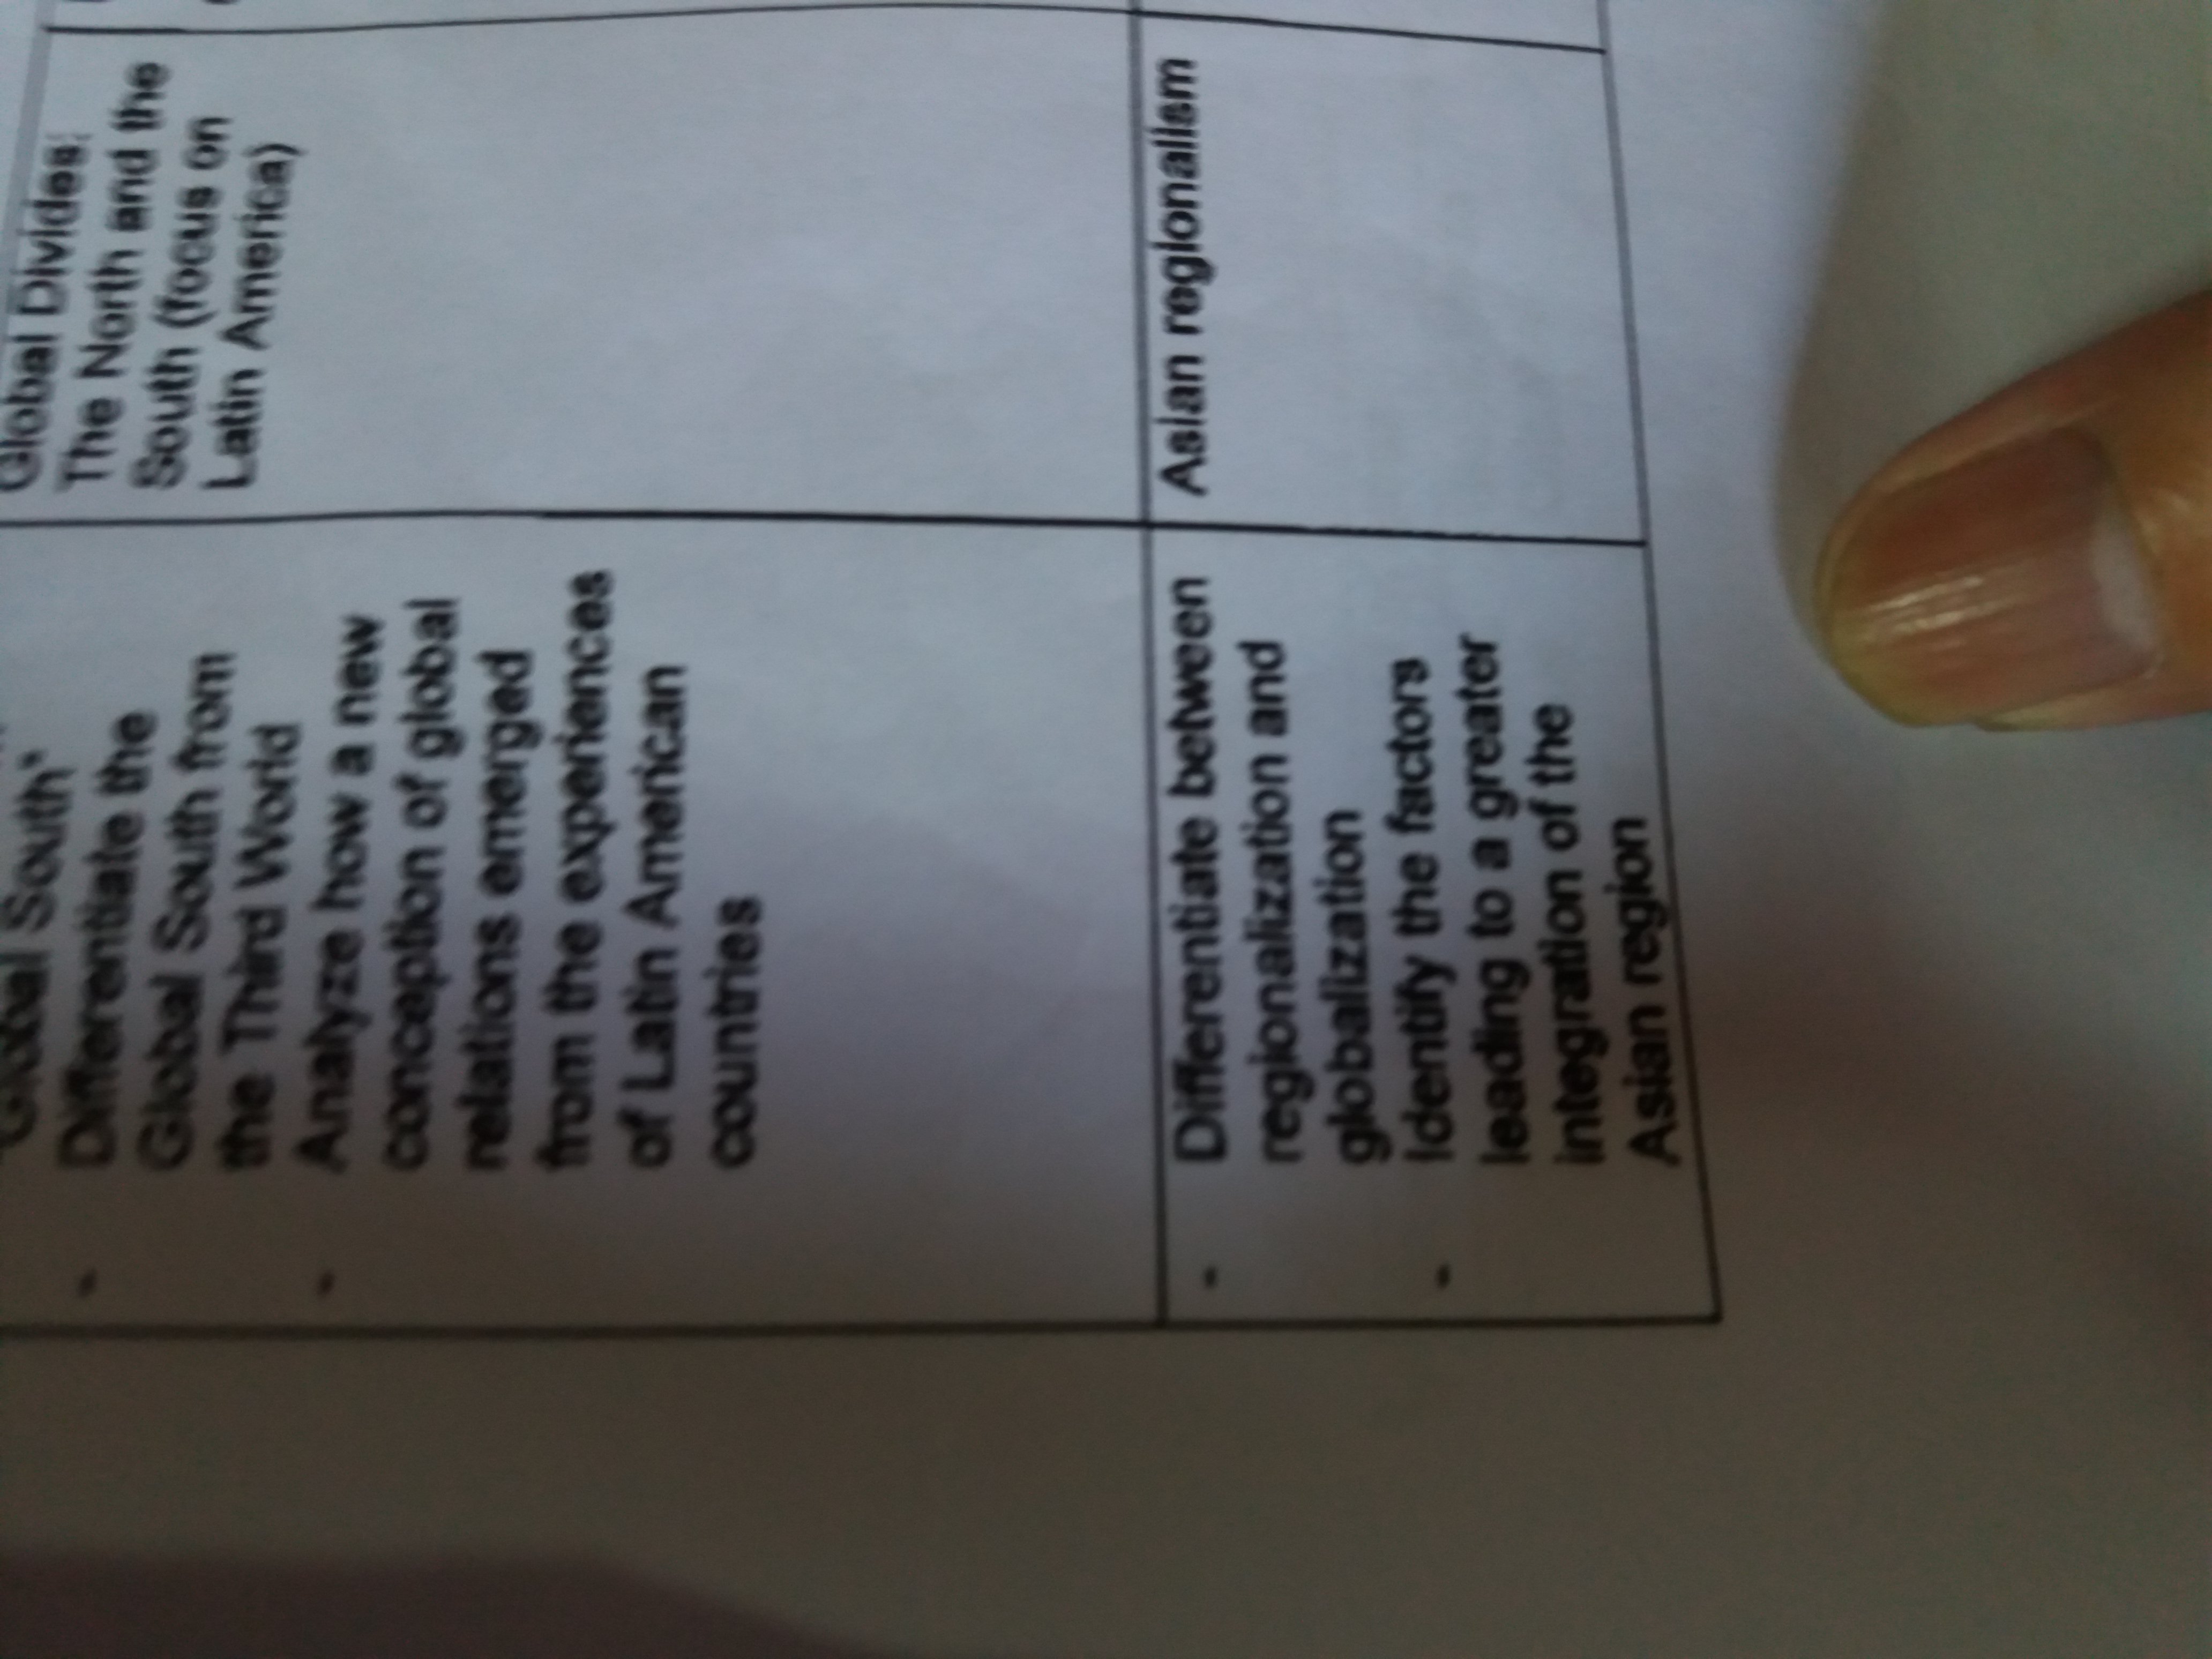 "Global South"
- Differentiate the
Global South from
the Third World
- Analyze how a new
conception of global
relations emerged
from the experiences
of Latin American
countries
Global Divides:
The North and the
South (focus on
Latin America)
- Differentiate between
regionalization and
globalization
- Identify the factors
leading to a greater
integration of the
Asian region
Asian regionalism